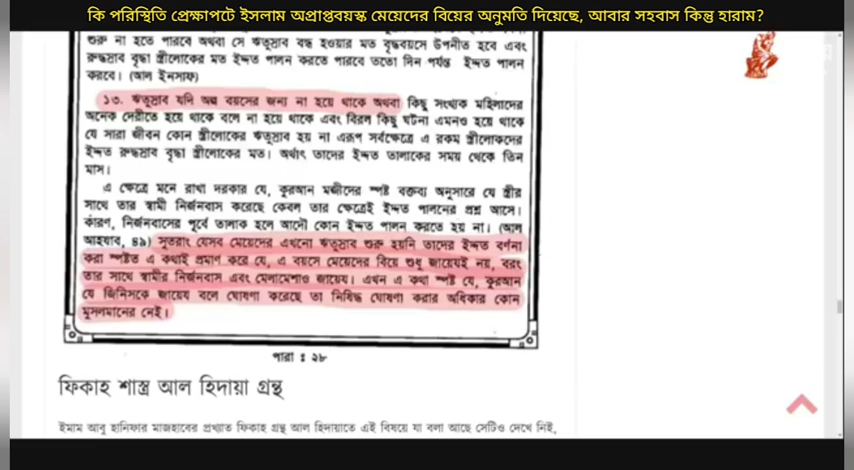 কি পরিস্থিতি প্রেক্ষাপটে ইসলাম অপ্রাপ্তবয়স্ক মেয়েদের বিয়ের অনুমতি দিয়েছে, আবার সহবাস কিন্তু হারাম?
শুরু না হতে পারবে অথবা সে ঋতুস্রাব বন্ধ হওয়ার মত বৃদ্ধবয়সে উপনীত হবে এবং
রুদ্ধস্রাব বৃদ্ধা স্ত্রীলোকের মত ইদ্দত পালন করতে পারবে ততো দিন পর্যন্ত ইদ্দত পালন
করবে। (আল ইনসাফ)
১৩. ঋতুস্রাব যদি অল্প বয়সের জন্য না হয়ে থাকে অথবা কিছু সংখ্যক মহিলাদের
অনেক দেরীতে হয়ে থাকে বলে না হয়ে থাকে এবং বিরল কিছু ঘটনা এমনও হয়ে থাকে
যে সারা জীবন কোন স্ত্রীলোকের ঋতুস্রাব হয় না এরূপ সর্বক্ষেত্রে এ রকম স্ত্রীলোকদের
ইদ্দত রুদ্ধস্রাব বৃদ্ধা স্ত্রীলোকের মত। অর্থাৎ তাদের ইদ্দত তালাকের সময় থেকে তিন
মাস।
এ ক্ষেত্রে মনে রাখা দরকার যে, কুরআন মজীদের স্পষ্ট বক্তব্য অনুসারে যে স্ত্রীর
সাথে তার স্বামী নির্জনবাস করেছে কেবল তার ক্ষেত্রেই ইদ্দত পালনের প্রশ্ন আসে।
কারণ, নির্জনবাসের পূর্বে তালাক হলে আদৌ কোন ইদ্দত পালন করতে হয় না। (আল
আহযাব, ৪৯) সুতরাং যেসব মেয়েদের এখনো ঋতুস্রাব শুরু হয়নি তাদের ইদ্দত বর্ণনা
করা স্পষ্টত এ কথাই প্রমাণ করে যে, এ বয়সে মেয়েদের বিয়ে শুধু জায়েযই নয়, বরং
তার সাথে স্বামীর নির্জনবাস এবং মেলামেশাও জায়েয। এখন এ কথা স্পষ্ট যে, কুরআন
যে জিনিসকে জায়েয বলে ঘোষণা করেছে তা নিষিদ্ধ ঘোষণা করার অধিকার কোন
মুসলমানের নেই।
পারা : ২৮
ফিকাহ শাস্ত্র আল হিদায়া গ্রন্থ
ইমাম আবু হানিফার মাজহাবের প্রখ্যাত ফিকাহ গ্রন্থ আল হিদায়াতে এই বিষয়ে যা বলা আছে সেটিও দেখে নিই,